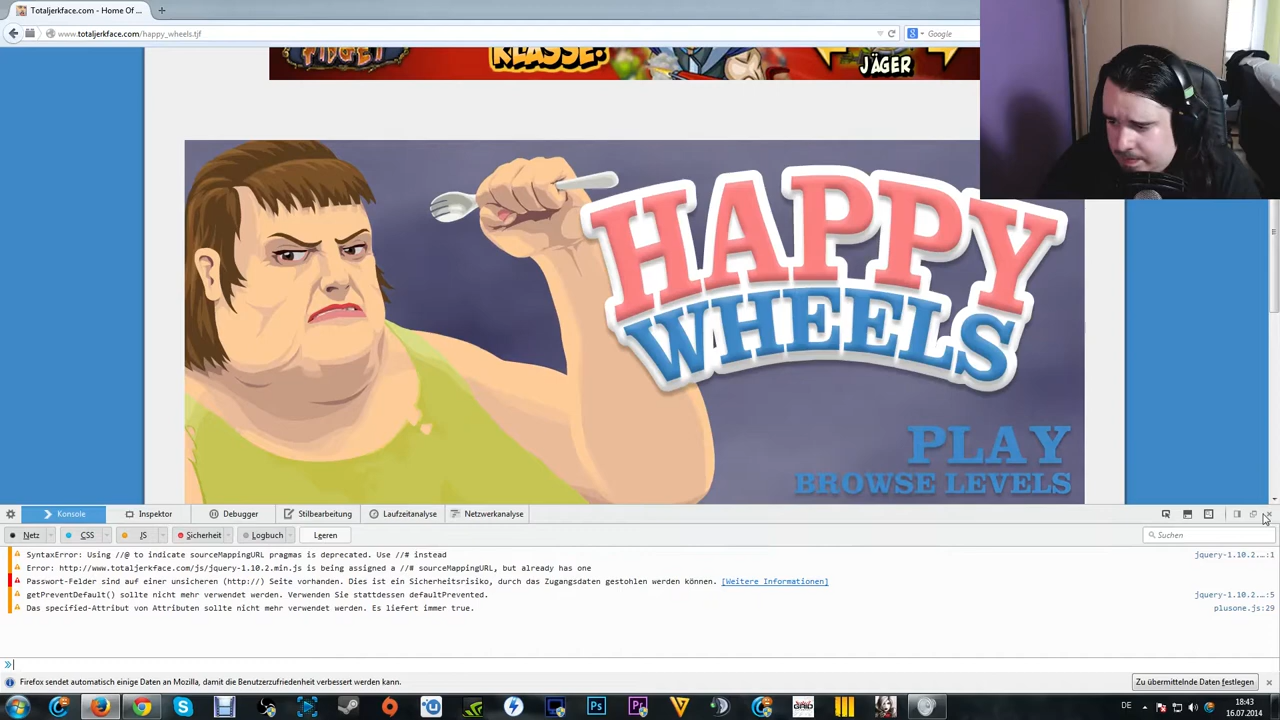 Totaljerkface.com - Home Of ...
www.totaljerkface.com/happy_wheels.tjf
Google
FIDGET
KLASSE:
JÄGER
HAPPY
WHEELS
PLAY
BROWSE LEVELS
Konsole
Inspektor
Debugger
Stilbearbeitung
Laufzeitanalyse
Netzwerkanalyse
Netz
CSS
JS
Sicherheit
Logbuch
Leeren
Suchen
SyntaxError: Using //@ to indicate sourceMappingURL pragmas is deprecated. Use //# instead
jquery-1.10.2.…:1
Error: http://www.totaljerkface.com/js/jquery-1.10.2.min.js is being assigned a //# sourceMappingURL, but already has one
Passwort-Felder sind auf einer unsicheren (http://) Seite vorhanden. Dies ist ein Sicherheitsrisiko, durch das Zugangsdaten gestohlen werden können. [Weitere Informationen]
getPreventDefault() sollte nicht mehr verwendet werden. Verwenden Sie stattdessen defaultPrevented.
jquery-1.10.2.…:5
Das specified-Attribut von Attributen sollte nicht mehr verwendet werden. Es liefert immer true.
plusone.js:29
Firefox sendet automatisch einige Daten an Mozilla, damit die Benutzerzufriedenheit verbessert werden kann.
Zu übermittelnde Daten festlegen
Ps
Pr
GRID
DE
18:43
16.07.2014